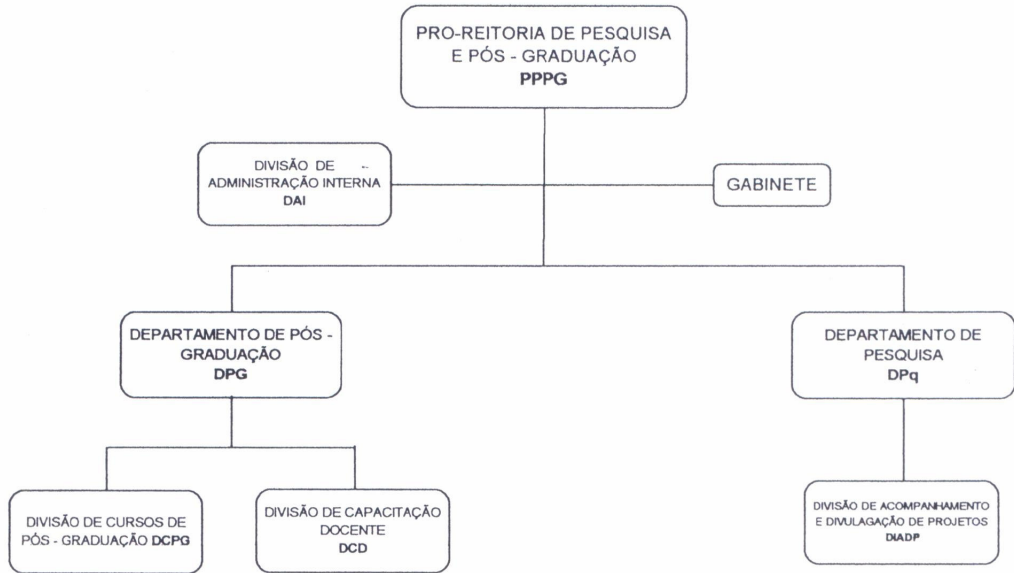 PRO-REITORIA DE PESQUISA
E PÓS - GRADUAÇÃO
PPPG
DIVISÃO DE
ADMINISTRAÇÃO INTERNA
DAI
GABINETE
DEPARTAMENTO DE PÓS -
GRADUAÇÃO
DPG
DEPARTAMENTO DE
PESQUISA
DPq
DIVISÃO DE CURSOS DE
PÓS - GRADUAÇÃO DCPG
DIVISÃO DE CAPACITAÇÃO
DOCENTE
DCD
DIVISÃO DE ACOMPANHAMENTO
E DIVULAGAÇÃO DE PROJETOS
DIADP